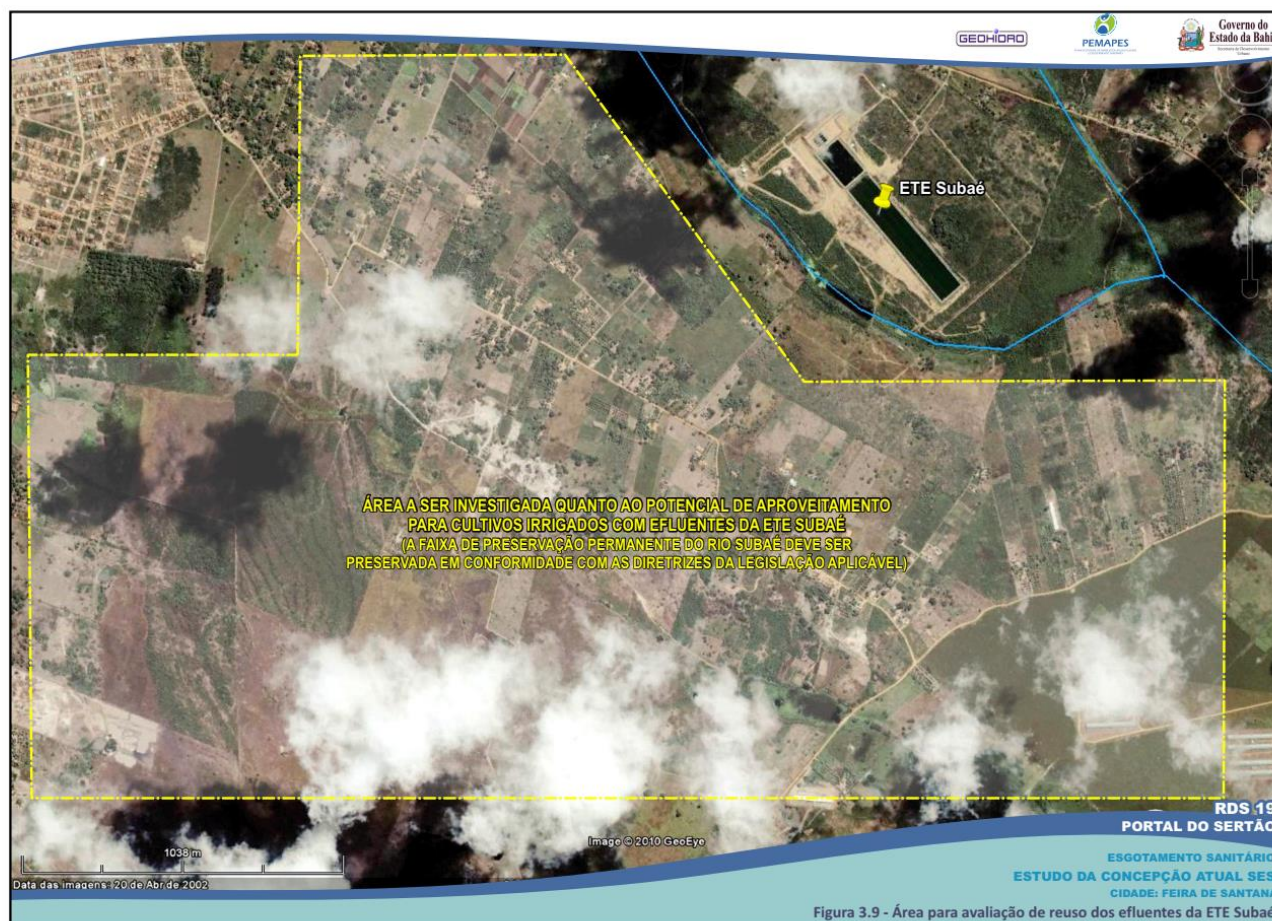 GEOHIDRO
PEMAPES
Governo do
Estado da Bahi
ETE Subaé
ÁREA A SER INVESTIGADA QUANTO AO POTENCIAL DE APROVEITAMENTO
PARA CULTIVOS IRRIGADOS COM EFLUENTES DA ETE SUBAÉ
(A FAIXA DE PRESERVAÇÃO PERMANENTE DO RIO SUBAÉ DEVE SER
PRESERVADA EM CONFORMIDADE COM AS DIRETRIZES DA LEGISLAÇÃO APLICÁVEL)
Image © 2010 GeoEye
1038 m
Data das imagens: 20 de Abr de 2002
RDS 19
PORTAL DO SERTÃO
ESGOTAMENTO SANITÁRIO
ESTUDO DA CONCEPÇÃO ATUAL SES
CIDADE: FEIRA DE SANTANA
Figura 3.9 - Área para avaliação de reuso dos efluentes da ETE Subaé